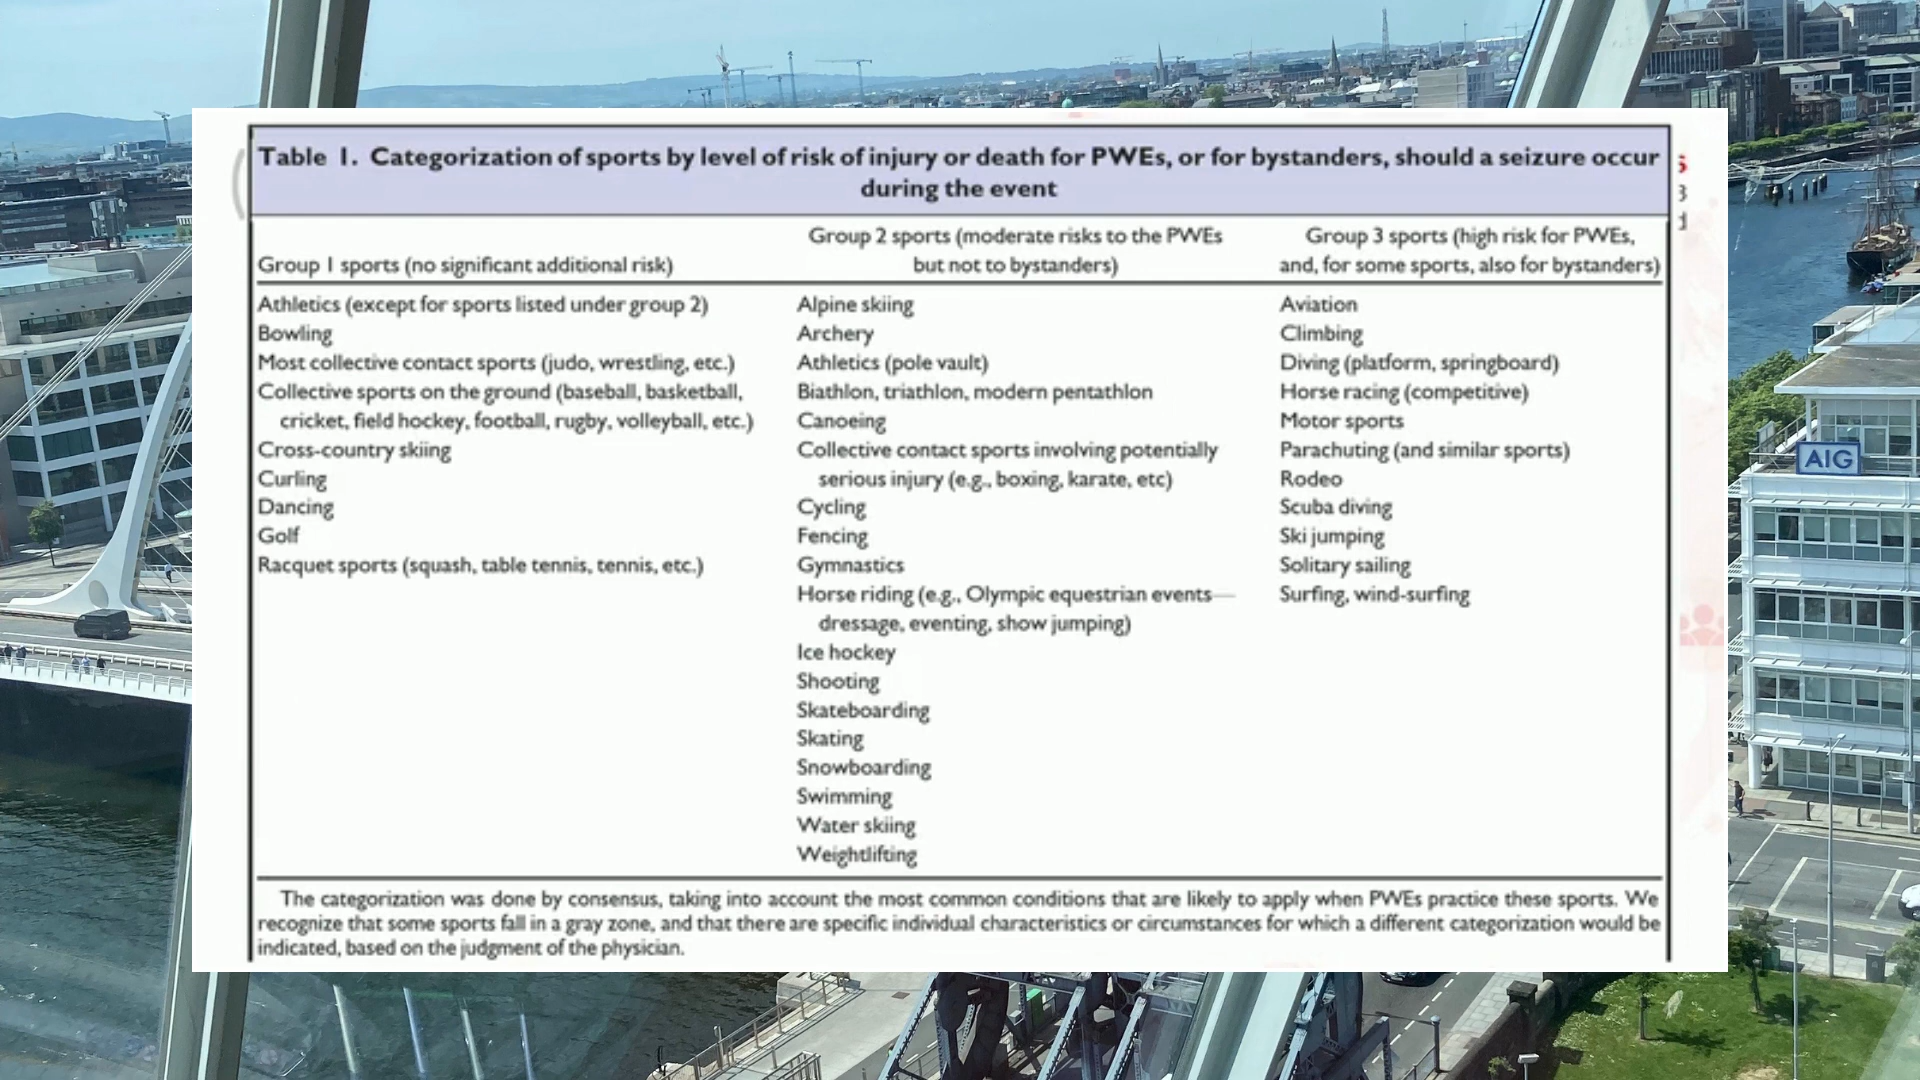 Table 1. Categorization of sports by level of risk of injury or death for PWEs, or for bystanders, should a seizure occur
during the event
Group 1 sports (no significant additional risk)
Group 2 sports (moderate risks to the PWEs
but not to bystanders)
Group 3 sports (high risk for PWEs,
and, for some sports, also for bystanders)
Athletics (except for sports listed under group 2)
Bowling
Most collective contact sports (judo, wrestling, etc.)
Collective sports on the ground (baseball, basketball,
cricket, field hockey, football, rugby, volleyball, etc.)
Cross-country skiing
Curling
Dancing
Golf
Racquet sports (squash, table tennis, tennis, etc.)
Alpine skiing
Archery
Athletics (pole vault)
Biathlon, triathlon, modern pentathlon
Canoeing
Collective contact sports involving potentially
serious injury (e.g., boxing, karate, etc)
Cycling
Fencing
Gymnastics
Horse riding (e.g., Olympic equestrian events—
dressage, eventing, show jumping)
Ice hockey
Shooting
Skateboarding
Skating
Snowboarding
Swimming
Water skiing
Weightlifting
Aviation
Climbing
Diving (platform, springboard)
Horse racing (competitive)
Motor sports
Parachuting (and similar sports)
Rodeo
Scuba diving
Ski jumping
Solitary sailing
Surfing, wind-surfing
The categorization was done by consensus, taking into account the most common conditions that are likely to apply when PWEs practice these sports. We
recognize that some sports fall in a gray zone, and that there are specific individual characteristics or circumstances for which a different categorization would be
indicated, based on the judgment of the physician.
AIG